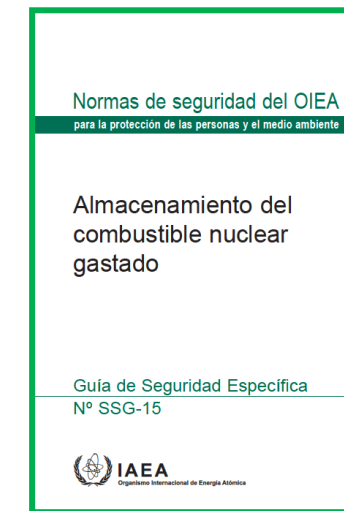 Normas de seguridad del OIEA
para la protección de las personas y el medio ambiente
Almacenamiento del
combustible nuclear
gastado
Guía de Seguridad Específica
Nº SSG-15
IAEA
Organismo Internacional de Energía Atómica